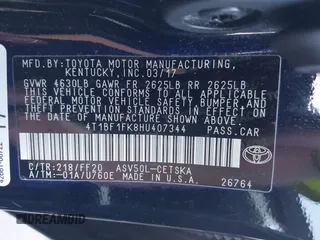 MFD. BY: TOYOTA MOTOR MANUFACTURING,
KENTUCKY, INC. 03/17
GVWR 4630LB GAWR FR 2625LB RR 2625LB
THIS VEHICLE CONFORMS TO ALL APPLICABLE FEDERAL MOTOR
VEHICLE SAFETY, BUMPER, AND THEFT PREVENTION STANDARDS
IN EFFECT ON THE DATE OF MANUFACTURE SHOWN ABOVE.
4T1BF1FK8HU407344 PASS.CAR
C/TR:218/FF20 ASV50L-CETSKA
A/TM:-01A/U760E MADE IN U.S.A. 26764
TOYOTA